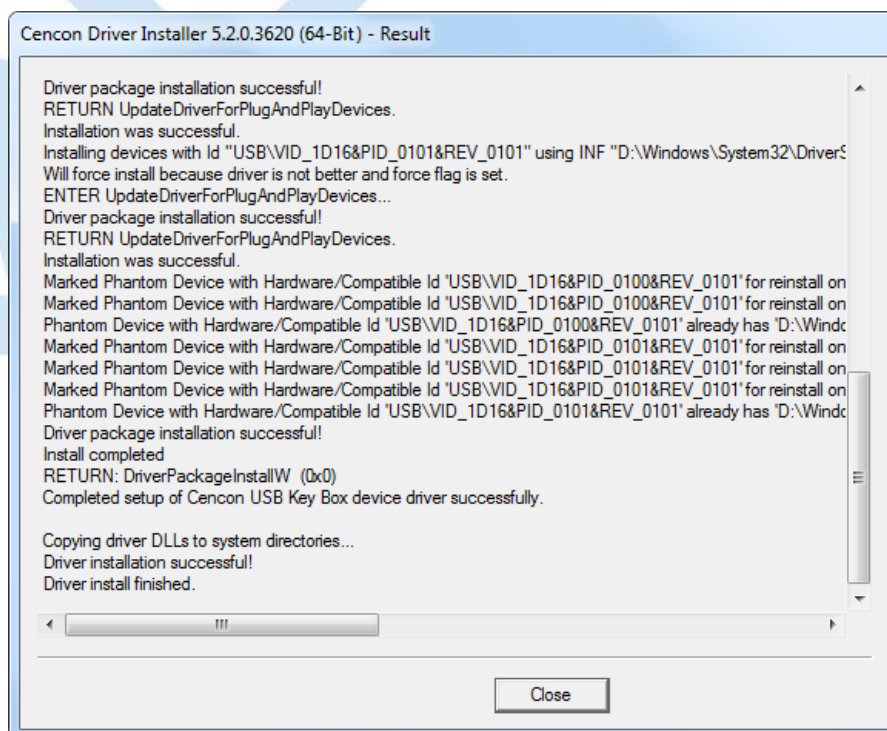 Cencon Driver Installer 5.2.0.3620 (64-Bit) - Result
Driver package installation successful!
RETURN UpdateDriverForPlugAndPlayDevices.
Installation was successful.
Installing devices with Id "USB\VID_1D16&PID_0101&REV_0101" using INF "D:\Windows\System32\DriverS
Will force install because driver is not better and force flag is set.
ENTER UpdateDriverForPlugAndPlayDevices...
Driver package installation successful!
RETURN UpdateDriverForPlugAndPlayDevices.
Installation was successful.
Marked Phantom Device with Hardware/Compatible Id 'USB\VID_1D16&PID_0100&REV_0101' for reinstall on
Marked Phantom Device with Hardware/Compatible Id 'USB\VID_1D16&PID_0100&REV_0101' for reinstall on
Phantom Device with Hardware/Compatible Id 'USB\VID_1D16&PID_0100&REV_0101' already has 'D:\Windo
Marked Phantom Device with Hardware/Compatible Id 'USB\VID_1D16&PID_0101&REV_0101' for reinstall on
Marked Phantom Device with Hardware/Compatible Id 'USB\VID_1D16&PID_0101&REV_0101' for reinstall on
Marked Phantom Device with Hardware/Compatible Id 'USB\VID_1D16&PID_0101&REV_0101' for reinstall on
Phantom Device with Hardware/Compatible Id 'USB\VID_1D16&PID_0101&REV_0101' already has 'D:\Windo
Driver package installation successful!
Install completed
RETURN: DriverPackageInstallW (0x0)
Completed setup of Cencon USB Key Box device driver successfully.
Copying driver DLLs to system directories...
Driver installation successful!
Driver install finished.
Close